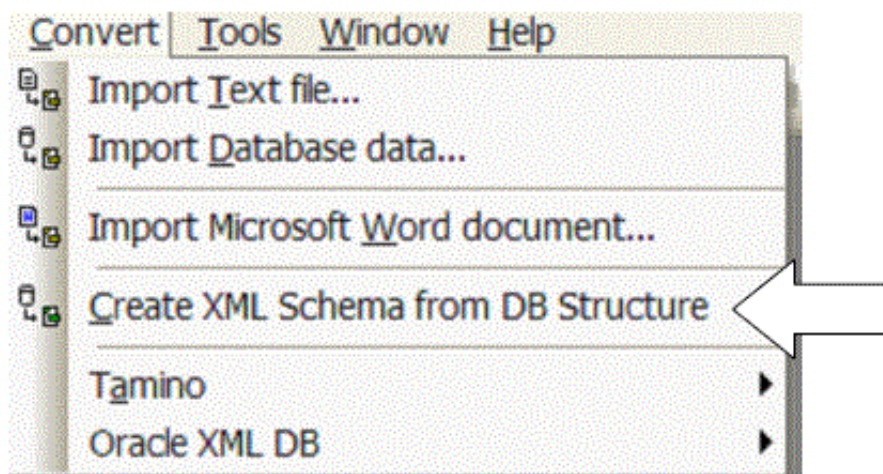 Convert Tools Window Help
Import Text file...
Import Database data...
Import Microsoft Word document...
Create XML Schema from DB Structure
Tamino
Oracle XML DB